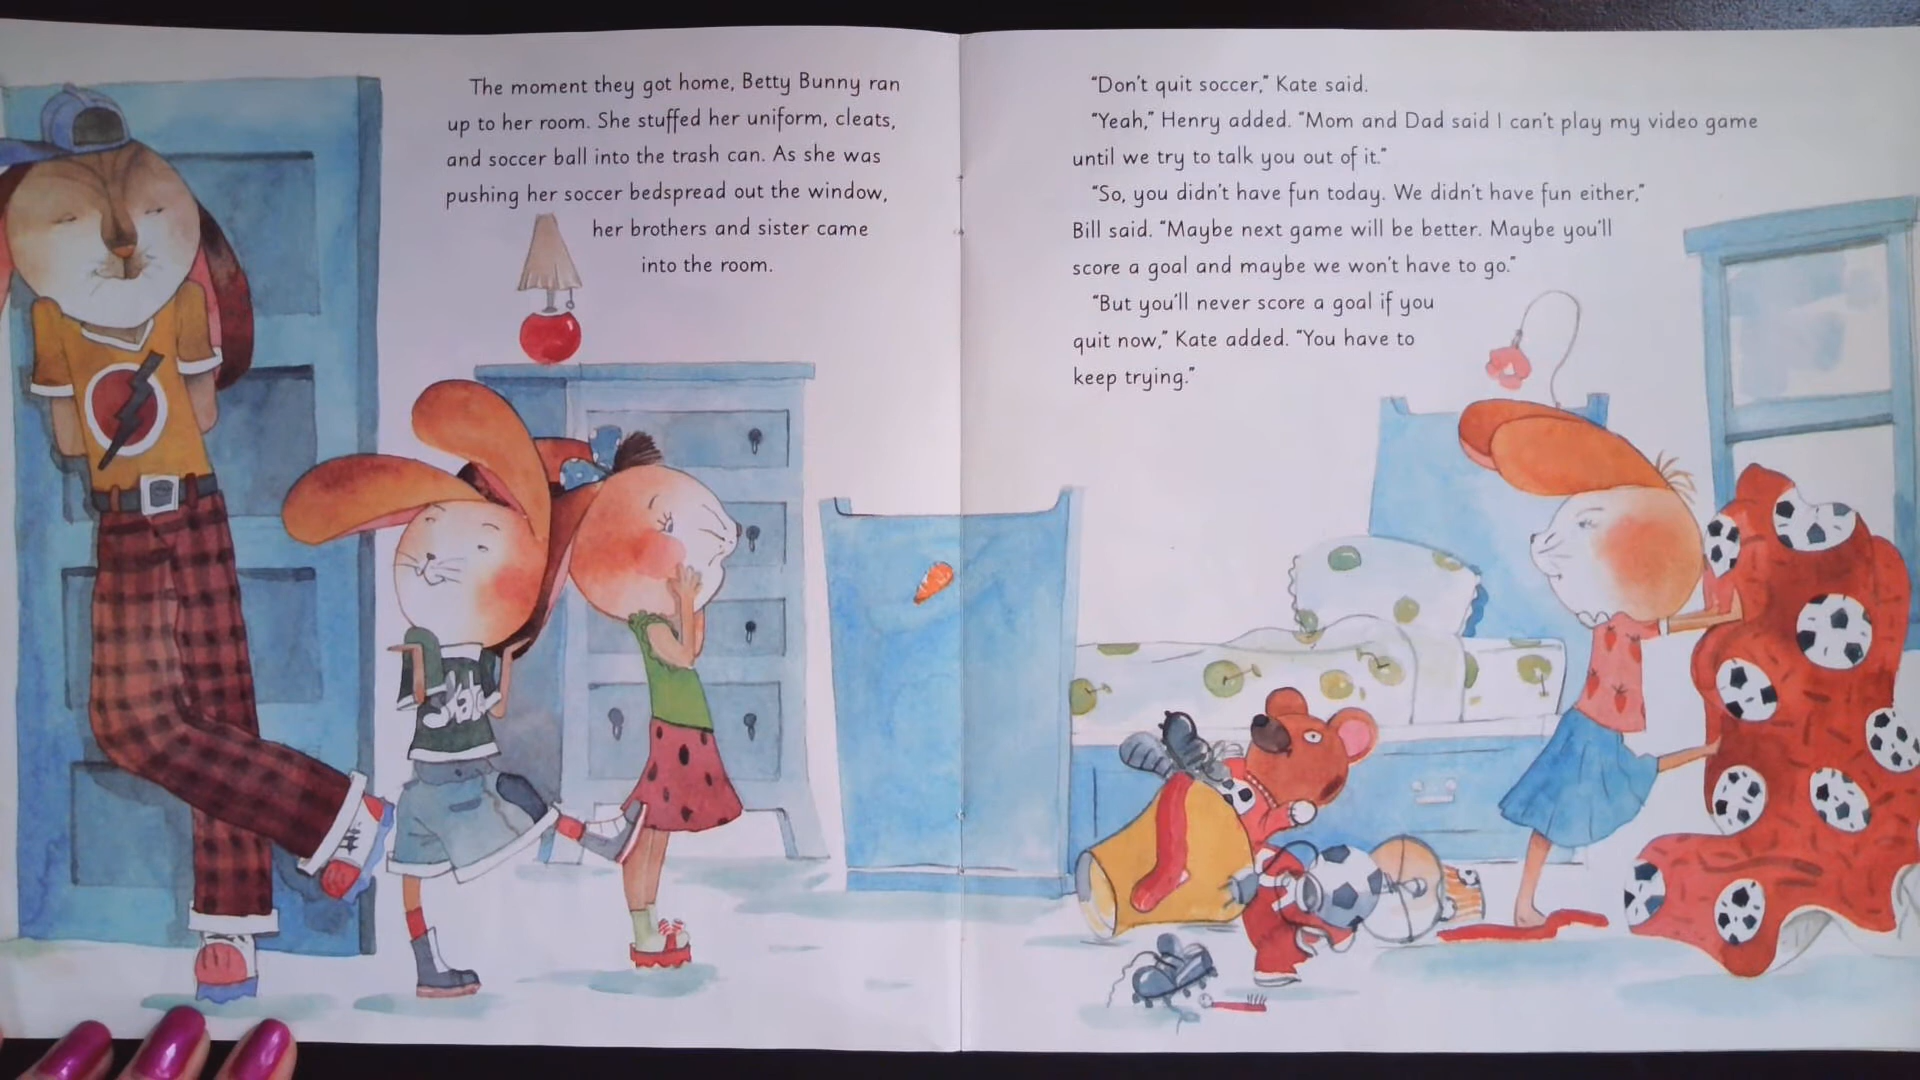 The moment they got home, Betty Bunny ran
up to her room. She stuffed her uniform, cleats,
and soccer ball into the trash can. As she was
pushing her soccer bedspread out the window,
her brothers and sister came
into the room.
"Don't quit soccer," Kate said.
"Yeah," Henry added. "Mom and Dad said I can't play my video game
until we try to talk you out of it."
"So, you didn't have fun today. We didn't have fun either,"
Bill said. "Maybe next game will be better. Maybe you'll
score a goal and maybe we won't have to go."
"But you'll never score a goal if you
quit now," Kate added. "You have to
keep trying."